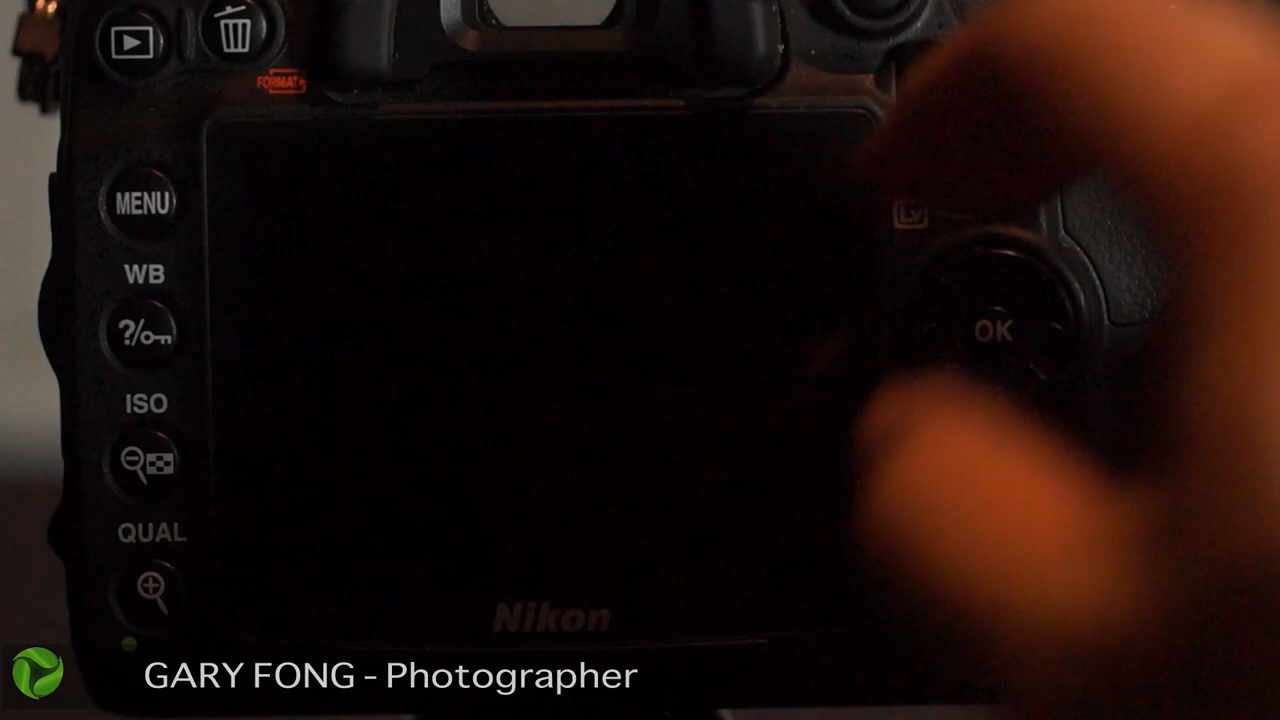 FORMAT
MENU
Lv
WB
?/
OK
ISO
QUAL
Nikon
GARY FONG - Photographer